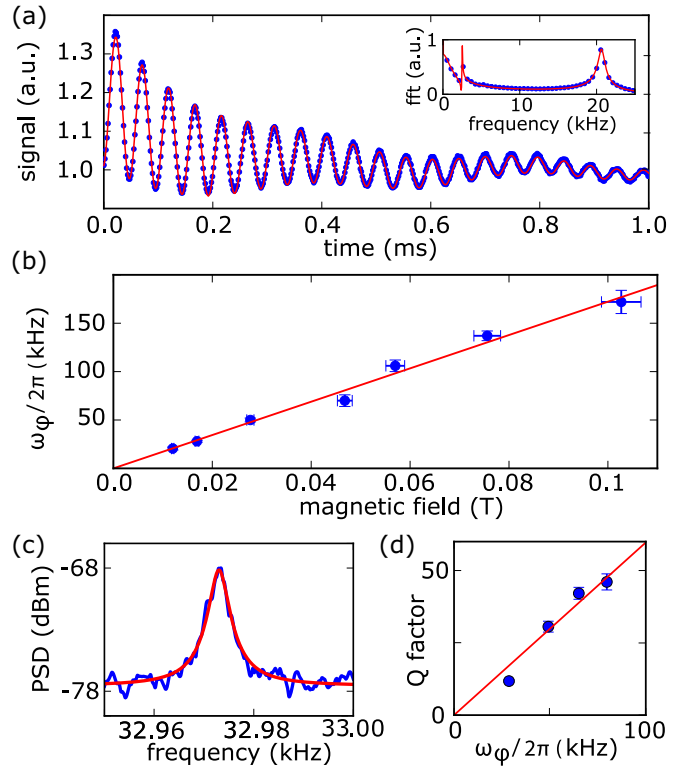 (a)
signal (a.u.)
1.3
1.2
1.1
1.0
0.0
0.2
0.4
0.6
0.8
1.0
time (ms)
fft (a.u.)
1
0
0
10
20
frequency (kHz)
(b)
ωφ/2π (kHz)
150
100
50
0.0
0.02
0.04
0.06
0.08
0.1
magnetic field (T)
(c)
PSD (dBm)
-68
-78
32.96
32.98
33.00
frequency (kHz)
(d)
Q factor
50
0
0
100
ωφ/2π (kHz)